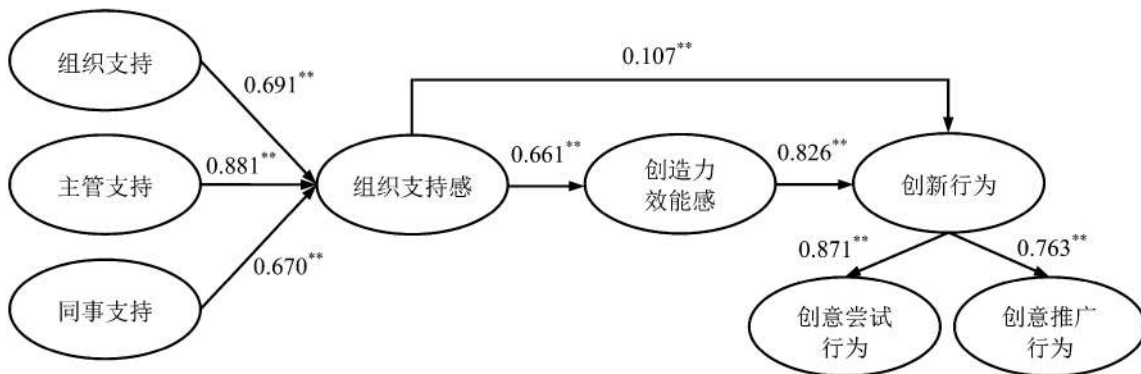 组织支持
0.691**
0.107**
主管支持
0.881**
组织支持感
0.661**
创造力
效能感
0.826**
创新行为
同事支持
0.670**
0.871**
0.763**
创意尝试
行为
创意推广
行为